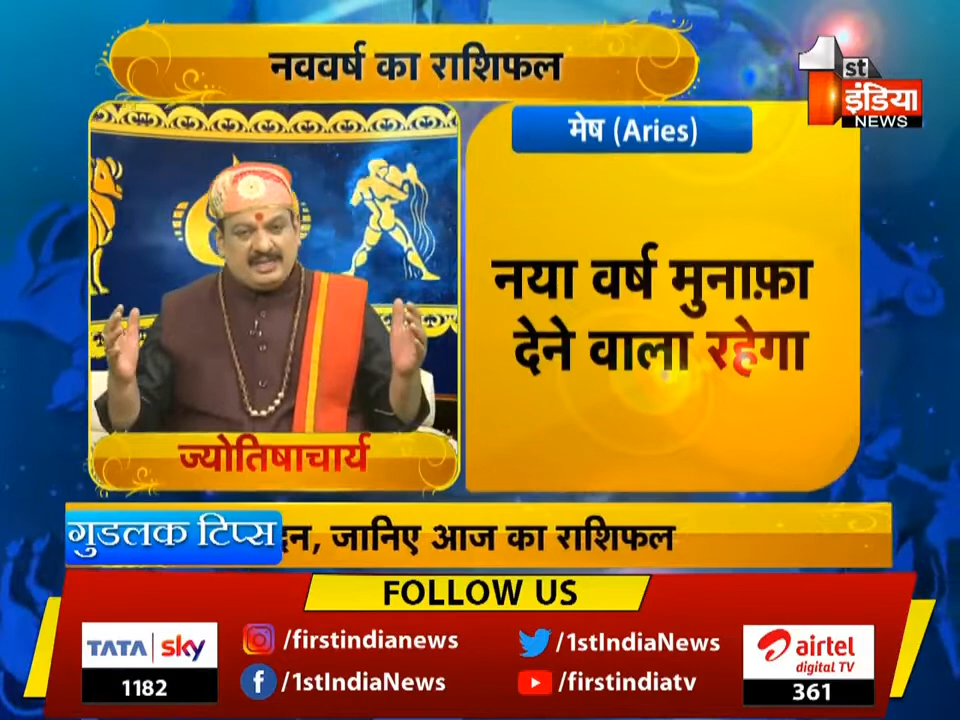 नववर्ष का राशिफल
1st
इंडिया
NEWS
मेष (Aries)
नया वर्ष मुनाफ़ा
देने वाला रहेगा
ज्योतिषाचार्य
गुडलक टिप्स
, जानिए आज का राशिफल
FOLLOW US
TATA sky
1182
/firstindianews
/1stIndiaNews
/1stIndiaNews
/firstindiatv
airtel
digital TV
361